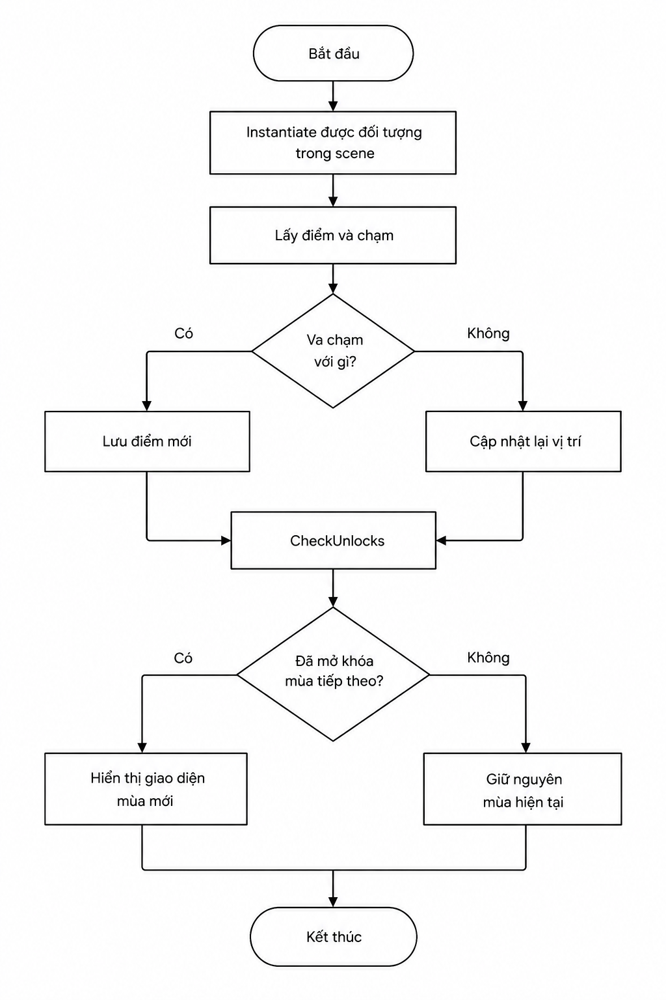 Bắt đầu
Instantiate được đối tượng
trong scene
Lấy điểm và chạm
Va chạm
với gì?
Có
Không
Lưu điểm mới
Cập nhật lại vị trí
CheckUnlocks
Đã mở khóa
mùa tiếp theo?
Có
Không
Hiển thị giao diện
mùa mới
Giữ nguyên
mùa hiện tại
Kết thúc